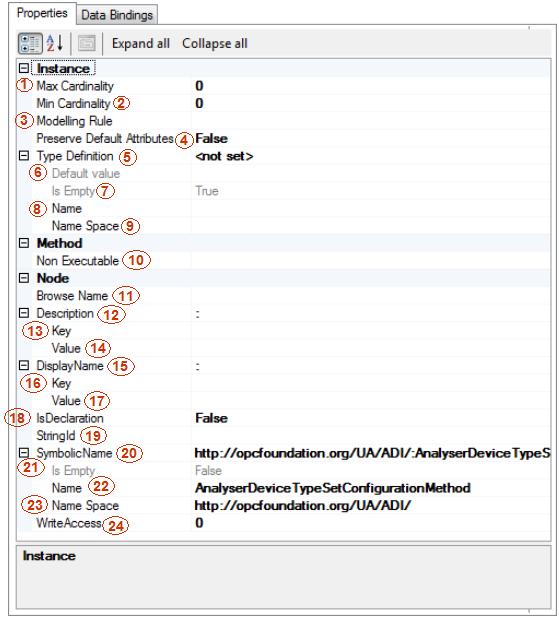 Properties Data Bindings
Expand all Collapse all
Instance
1 Max Cardinality 0
Min Cardinality 2 0
3 Modelling Rule
Preserve Default Attributes 4 False
Type Definition 5 <not set>
6 Default value
Is Empty 7 True
8 Name
Name Space 9
Method
Non Executable 10
Node
Browse Name 11
Description 12 :
13 Key
Value 14
DisplayName 15 :
16 Key
Value 17
18 IsDeclaration False
StringId 19
SymbolicName 20 http://opcfoundation.org/UA/ADI/:AnalyserDeviceTypeS
21 Is Empty False
Name 22 AnalyserDeviceTypeSetConfigurationMethod
23 Name Space http://opcfoundation.org/UA/ADI/
WriteAccess 24 0
Instance